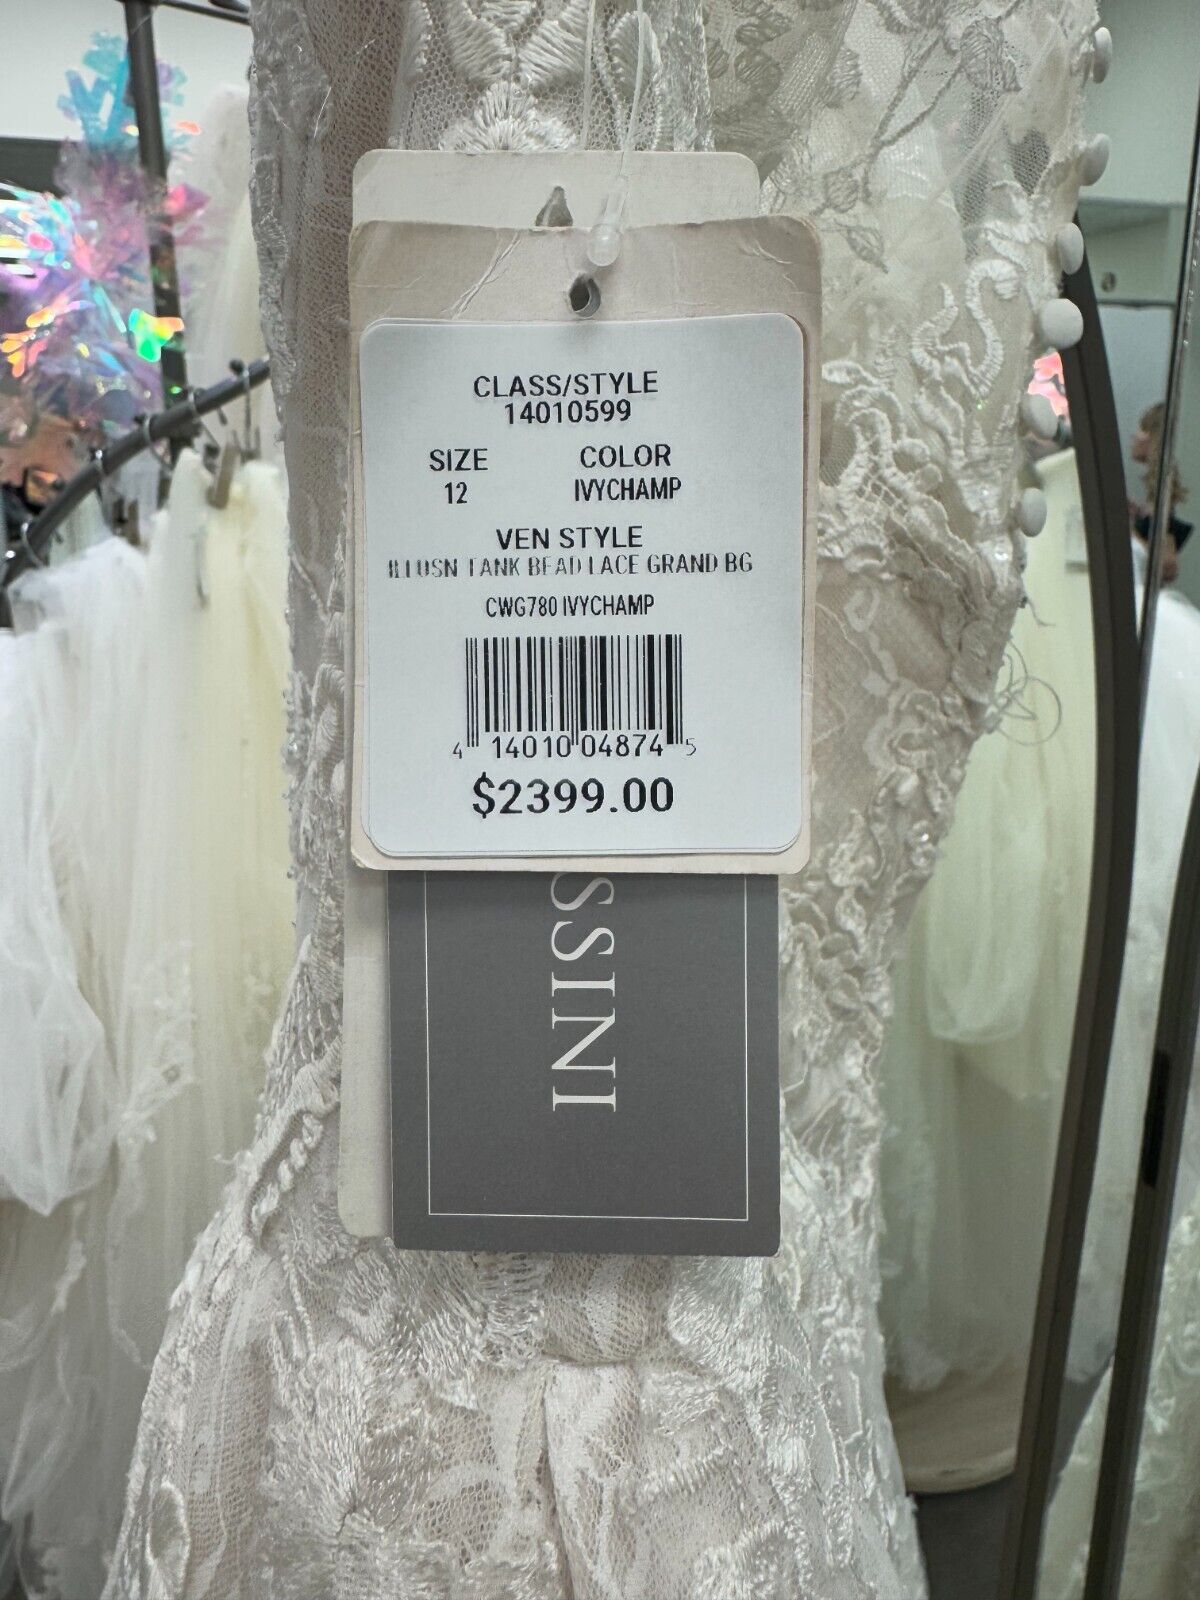 CLASS/STYLE
14010599
SIZE COLOR
12 IVYCHAMP
VEN STYLE
ILLUSN TANK BEAD LACE GRAND BG
CWG780 IVYCHAMP
4 14010 04874 5
$2399.00
SSINI